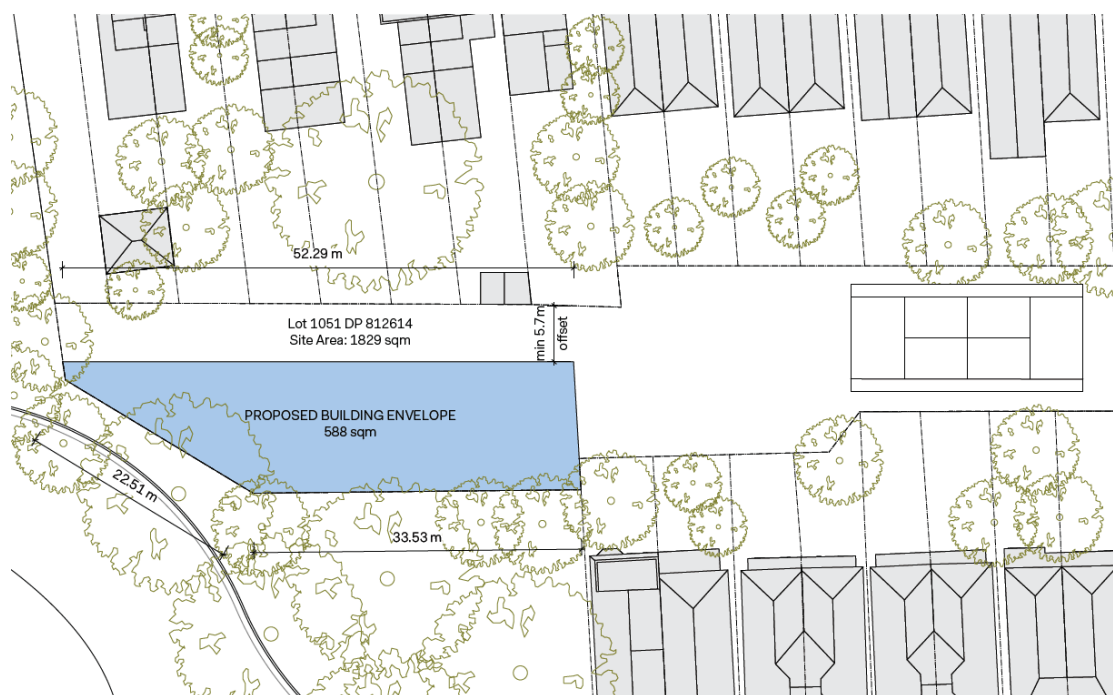 52.29 m
Lot 1051 DP 812614
Site Area: 1829 sqm
min 5.7m
offset
PROPOSED BUILDING ENVELOPE
588 sqm
22.51 m
33.53 m